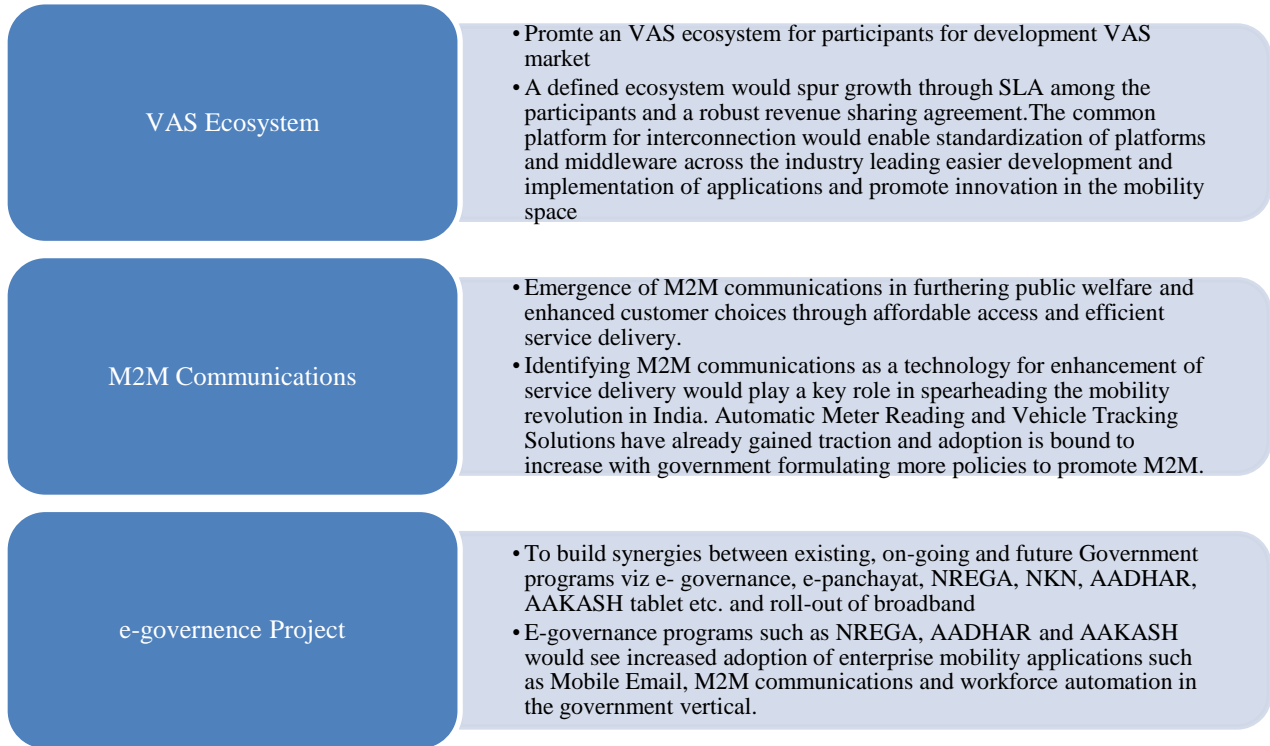 VAS Ecosystem
• Promte an VAS ecosystem for participants for development VAS
market
• A defined ecosystem would spur growth through SLA among the
participants and a robust revenue sharing agreement.The common
platform for interconnection would enable standardization of platforms
and middleware across the industry leading easier development and
implementation of applications and promote innovation in the mobility
space
M2M Communications
• Emergence of M2M communications in furthering public welfare and
enhanced customer choices through affordable access and efficient
service delivery.
• Identifying M2M communications as a technology for enhancement of
service delivery would play a key role in spearheading the mobility
revolution in India. Automatic Meter Reading and Vehicle Tracking
Solutions have already gained traction and adoption is bound to
increase with government formulating more policies to promote M2M.
e-governence Project
• To build synergies between existing, on-going and future Government
programs viz e- governance, e-panchayat, NREGA, NKN, AADHAR,
AAKASH tablet etc. and roll-out of broadband
• E-governance programs such as NREGA, AADHAR and AAKASH
would see increased adoption of enterprise mobility applications such
as Mobile Email, M2M communications and workforce automation in
the government vertical.